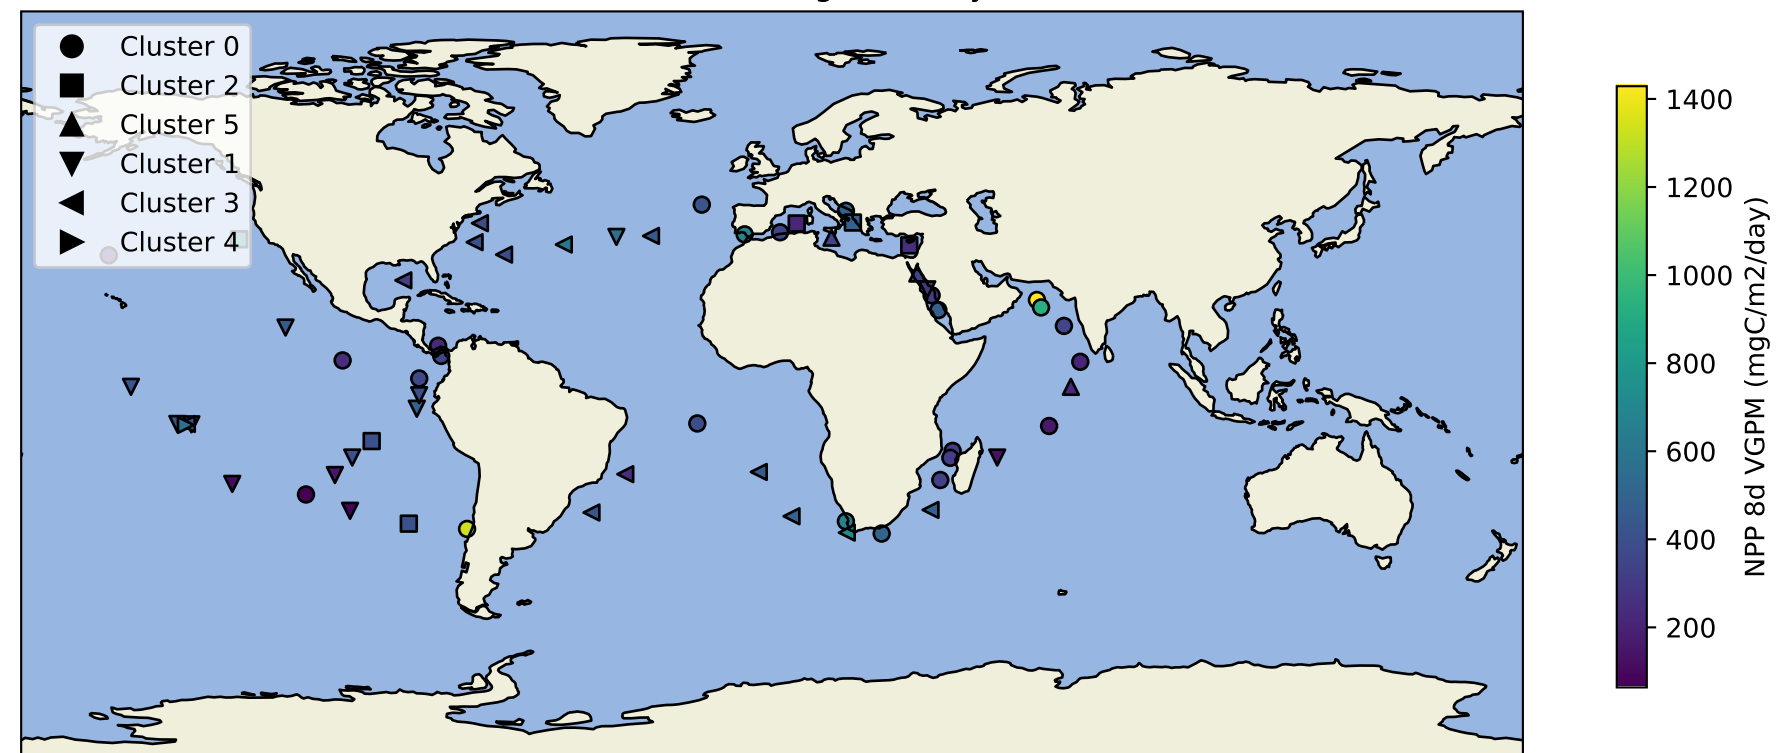 Cluster 0
Cluster 2
Cluster 5
Cluster 1
Cluster 3
Cluster 4
1400
1200
1000
800
600
400
200
NPP 8d VGPM (mgC/m2/day)